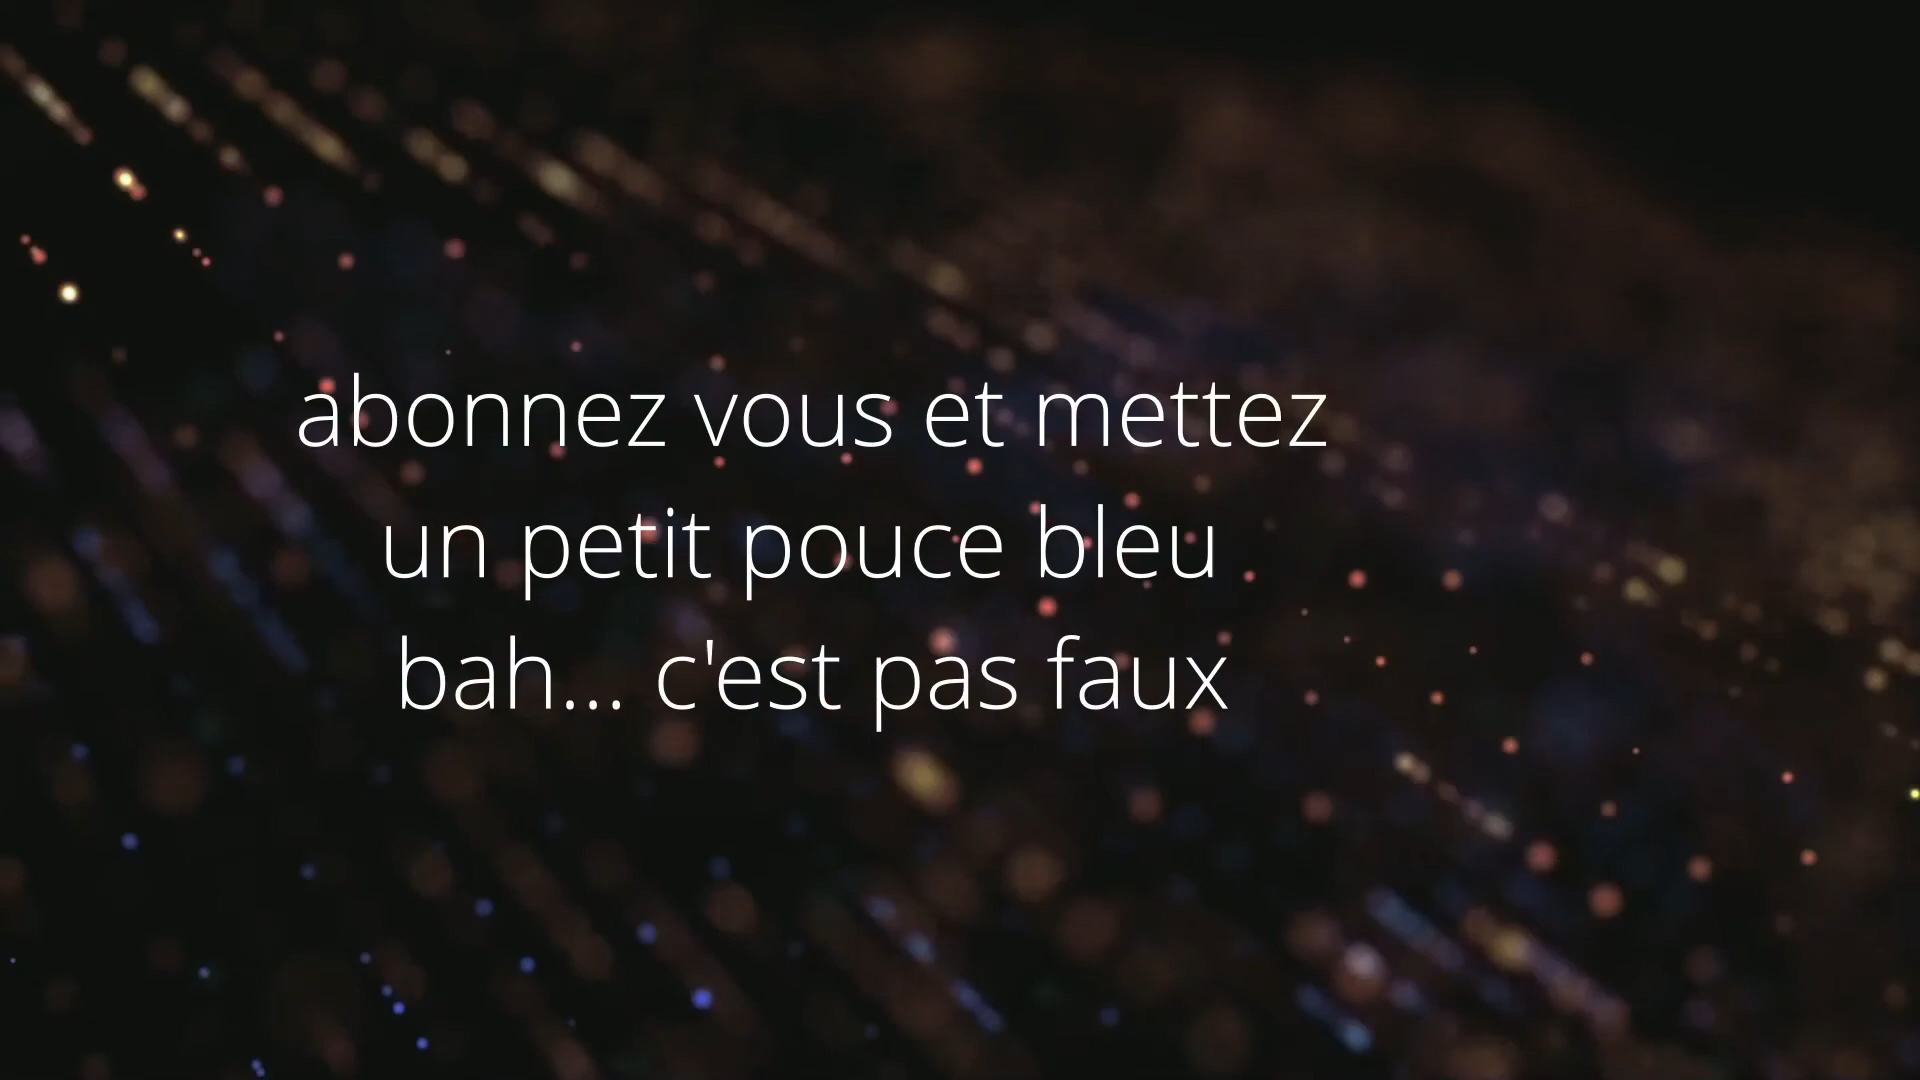 abonnez vous et mettez
un petit pouce bleu
bah... c'est pas faux